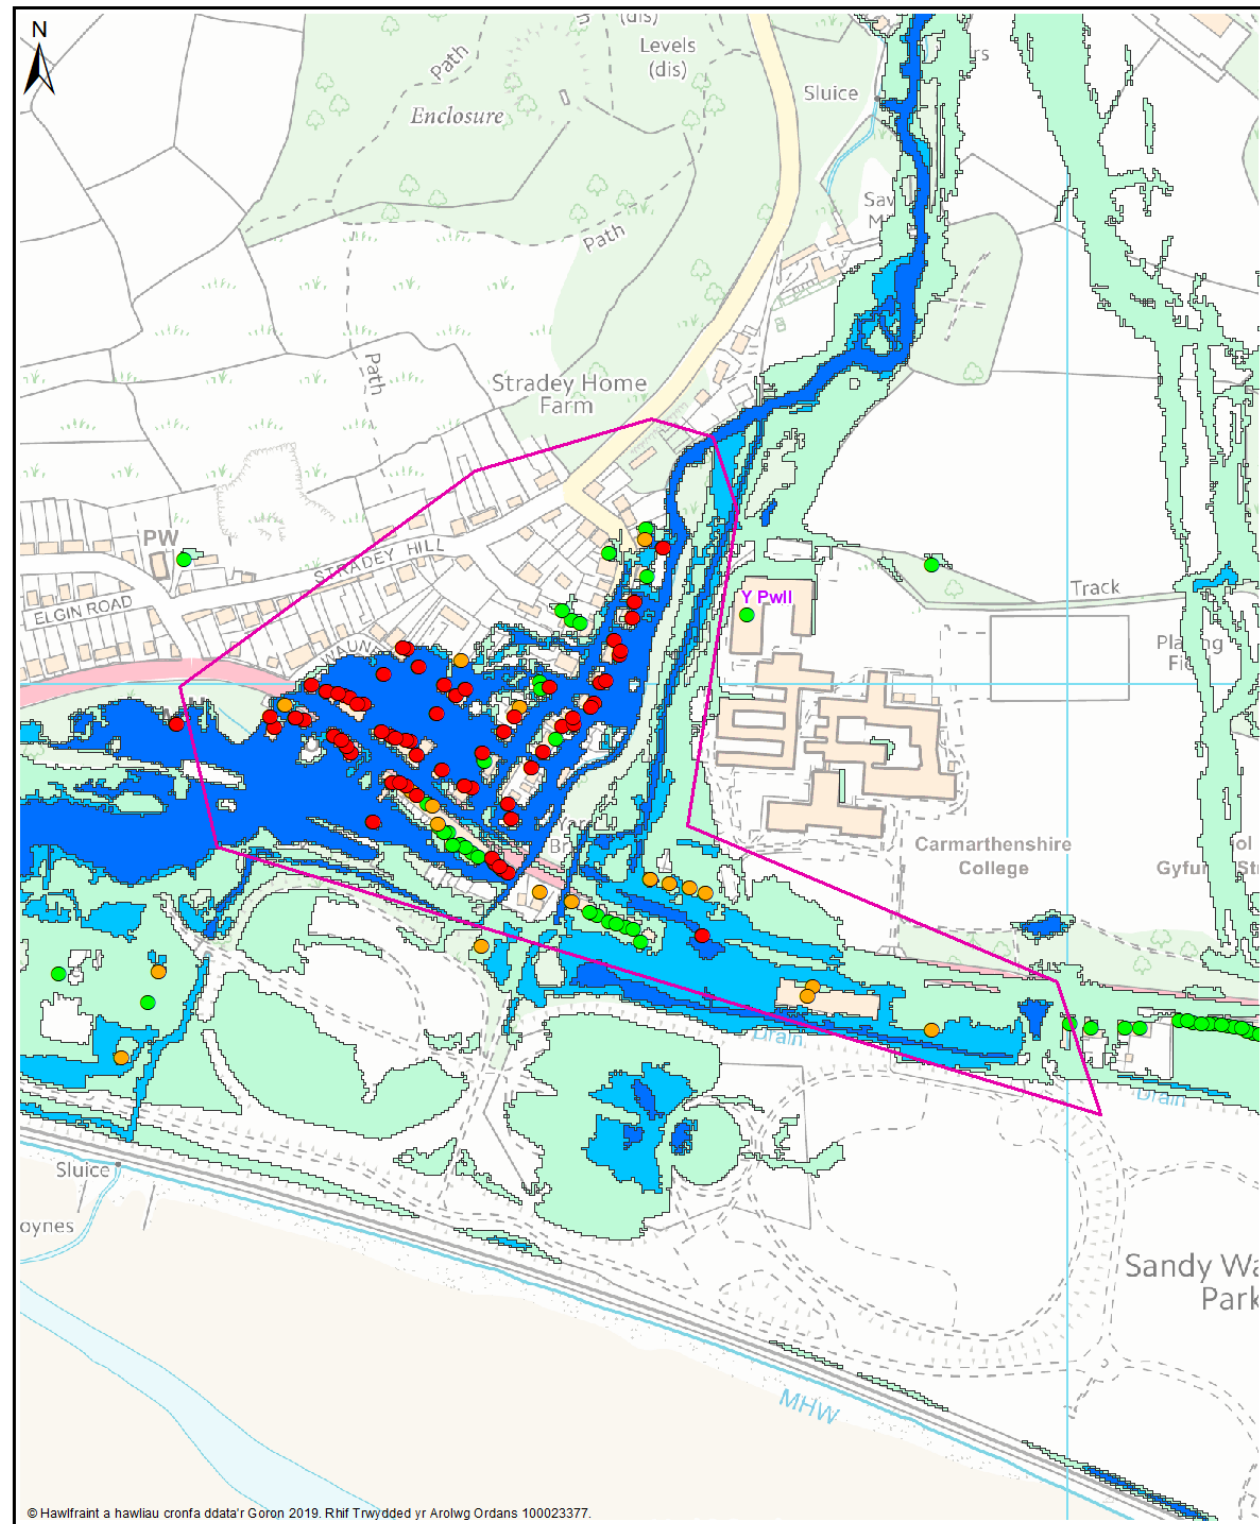 N
(dis)
Levels
(dis)
Path
Enclosure
Sluice
Path
Path
Stradey Home
Farm
PW
STRADEY HILL
ELGIN ROAD
Y Pwll
Track
Carmarthenshire
College
Drain
Drain
Sluice
Sandy Wa
Park
MHW
© Hawlfraint a hawliau cronfa ddata'r Goron 2019. Rhif Trwydded yr Arolwg Ordans 100023377.